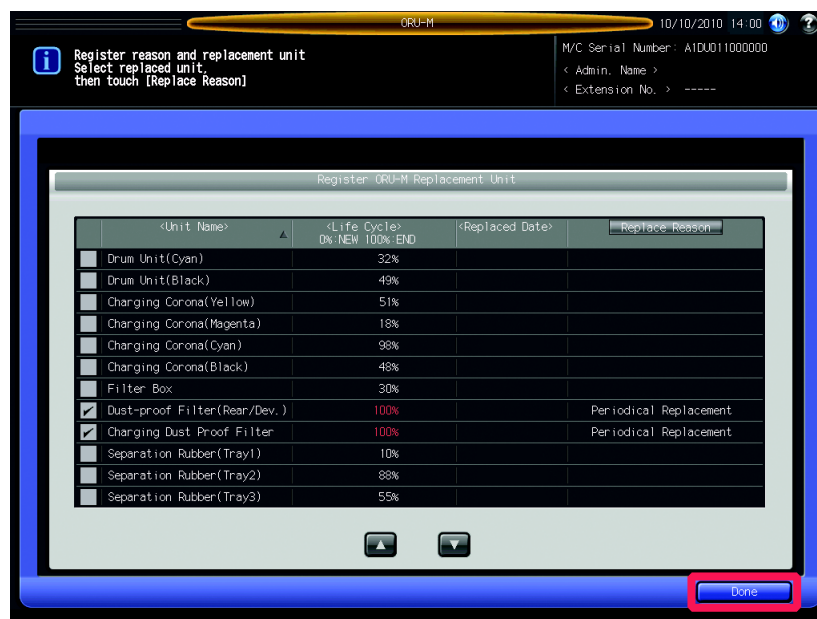 ORU-M
10/10/2010 14:00
Register reason and replacement unit
Select replaced unit,
then touch [Replace Reason]
M/C Serial Number: A1DU011000000
< Admin. Name >
< Extension No. > -----
Register ORU-M Replacement Unit
<Unit Name> <Life Cycle> <Replaced Date> Replace Reason
0%:NEW 100%:END
Drum Unit(Cyan) 32%
Drum Unit(Black) 49%
Charging Corona(Yellow) 51%
Charging Corona(Magenta) 18%
Charging Corona(Cyan) 98%
Charging Corona(Black) 48%
Filter Box 30%
Dust-proof Filter(Rear/Dev.) 100% Periodical Replacement
Charging Dust Proof Filter 100% Periodical Replacement
Separation Rubber(Tray1) 10%
Separation Rubber(Tray2) 88%
Separation Rubber(Tray3) 55%
Done